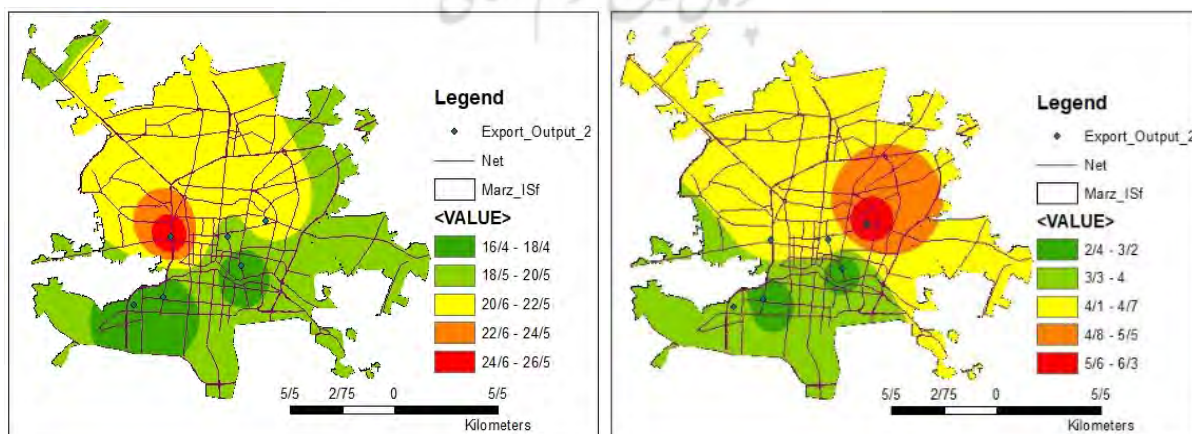 Legend
Export_Output_2
Net
Marz_ISf
<VALUE>
16/4 - 18/4
18/5 - 20/5
20/6 - 22/5
22/6 - 24/5
24/6 - 26/5
5/5 2/75 0 5/5
Kilometers
Legend
Export_Output_2
Net
Marz_ISf
<VALUE>
2/4 - 3/2
3/3 - 4
4/1 - 4/7
4/8 - 5/5
5/6 - 6/3
5/5 2/75 0 5/5
Kilometers